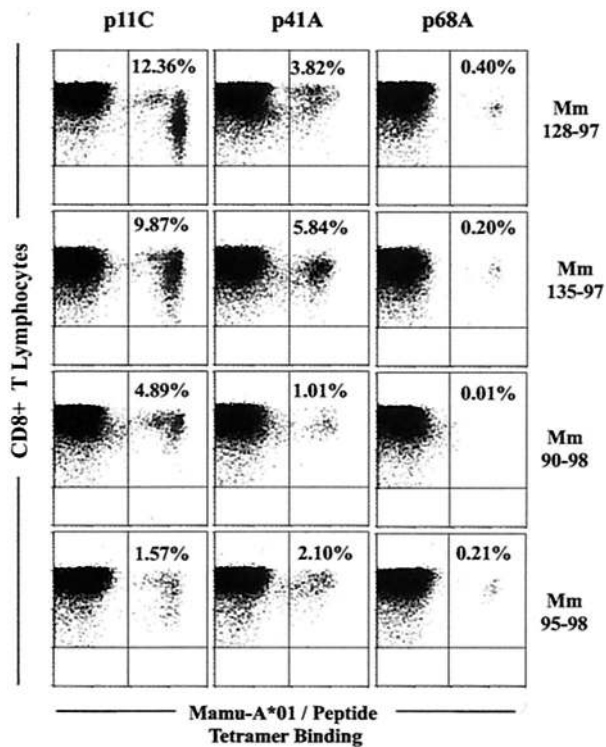 p11C p41A p68A
12.36% 3.82% 0.40%
Mm
128-97
9.87% 5.84% 0.20%
Mm
135-97
4.89% 1.01% 0.01%
Mm
90-98
1.57% 2.10% 0.21%
Mm
95-98
CD8+ T Lymphocytes
Mamu-A*01 / Peptide
Tetramer Binding